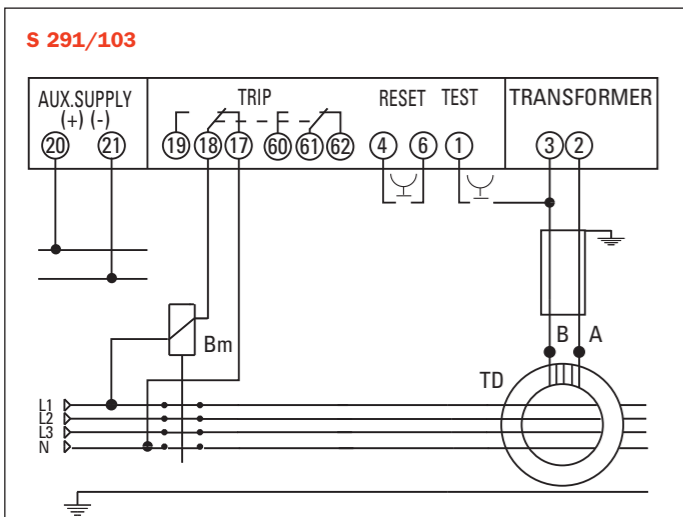 S 291/103
AUX.SUPPLY TRIP RESET TEST TRANSFORMER
(+) (-)
20 21 19 18 17 60 61 62 4 6 1 3 2
Bm
B A
TD
L1
L2
L3
N